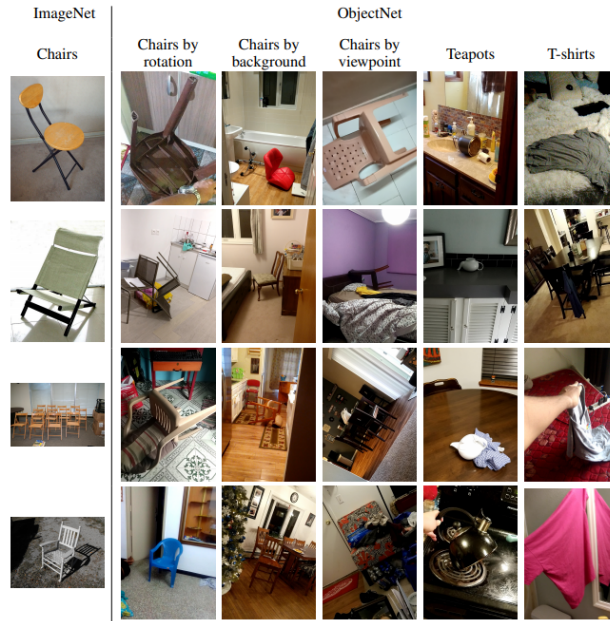 ImageNet
ObjectNet
Chairs
Chairs by
rotation
Chairs by
background
Chairs by
viewpoint
Teapots
T-shirts